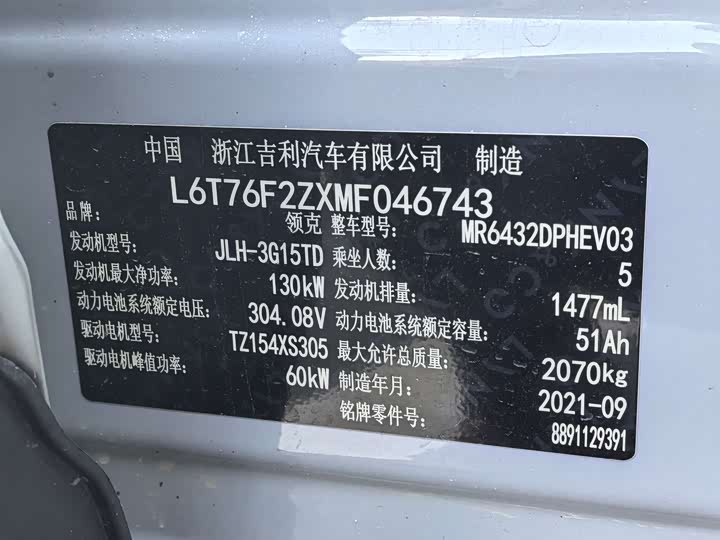 中国 浙江吉利汽车有限公司 制造
L6T76F2ZXMF046743
品牌： 领克 整车型号： MR6432DPHEV03
发动机型号： JLH-3G15TD 乘坐人数： 5
发动机最大净功率： 130kW 发动机排量： 1477mL
动力电池系统额定电压： 304.08V 动力电池系统额定容量： 51Ah
驱动电机型号： TZ154XS305 最大允许总质量： 2070kg
驱动电机峰值功率： 60kW 制造年月： 2021-09
铭牌零件号： 8891129391